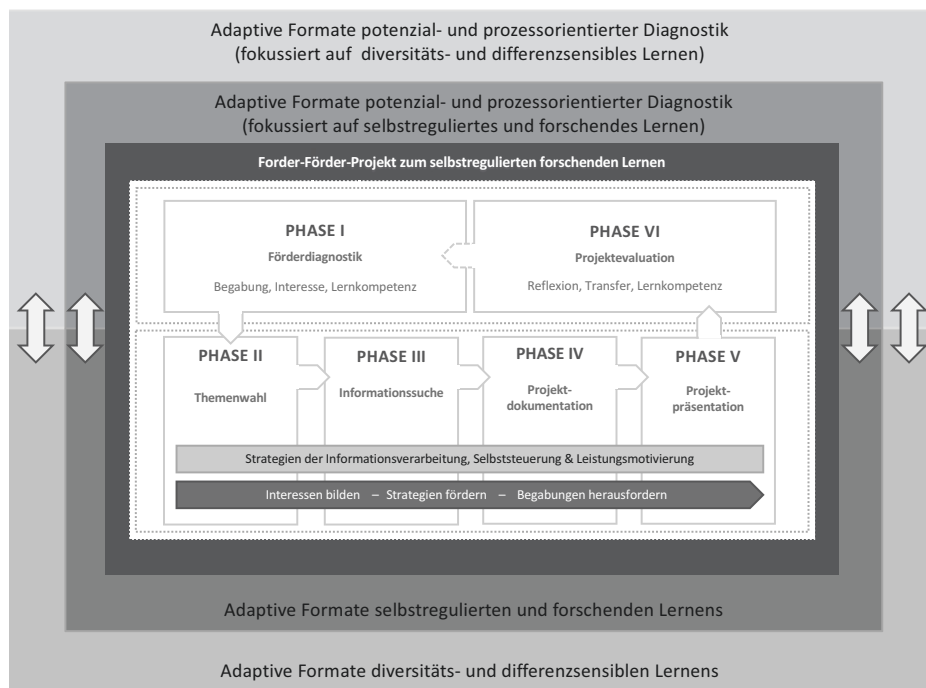 Adaptive Formate potenzial- und prozessorientierter Diagnostik
(fokussiert auf diversitäts- und differenzsensibles Lernen)
Adaptive Formate potenzial- und prozessorientierter Diagnostik
(fokussiert auf selbstreguliertes und forschendes Lernen)
Forder-Förder-Projekt zum selbstregulierten forschenden Lernen
PHASE I
Förderdiagnostik
Begabung, Interesse, Lernkompetenz
PHASE VI
Projektevaluation
Reflexion, Transfer, Lernkompetenz
PHASE II
Themenwahl
PHASE III
Informationssuche
PHASE IV
Projekt-
dokumentation
PHASE V
Projekt-
präsentation
Strategien der Informationsverarbeitung, Selbststeuerung & Leistungsmotivierung
Interessen bilden – Strategien fördern – Begabungen herausfordern
Adaptive Formate selbstregulierten und forschenden Lernens
Adaptive Formate diversitäts- und differenzsensiblen Lernens